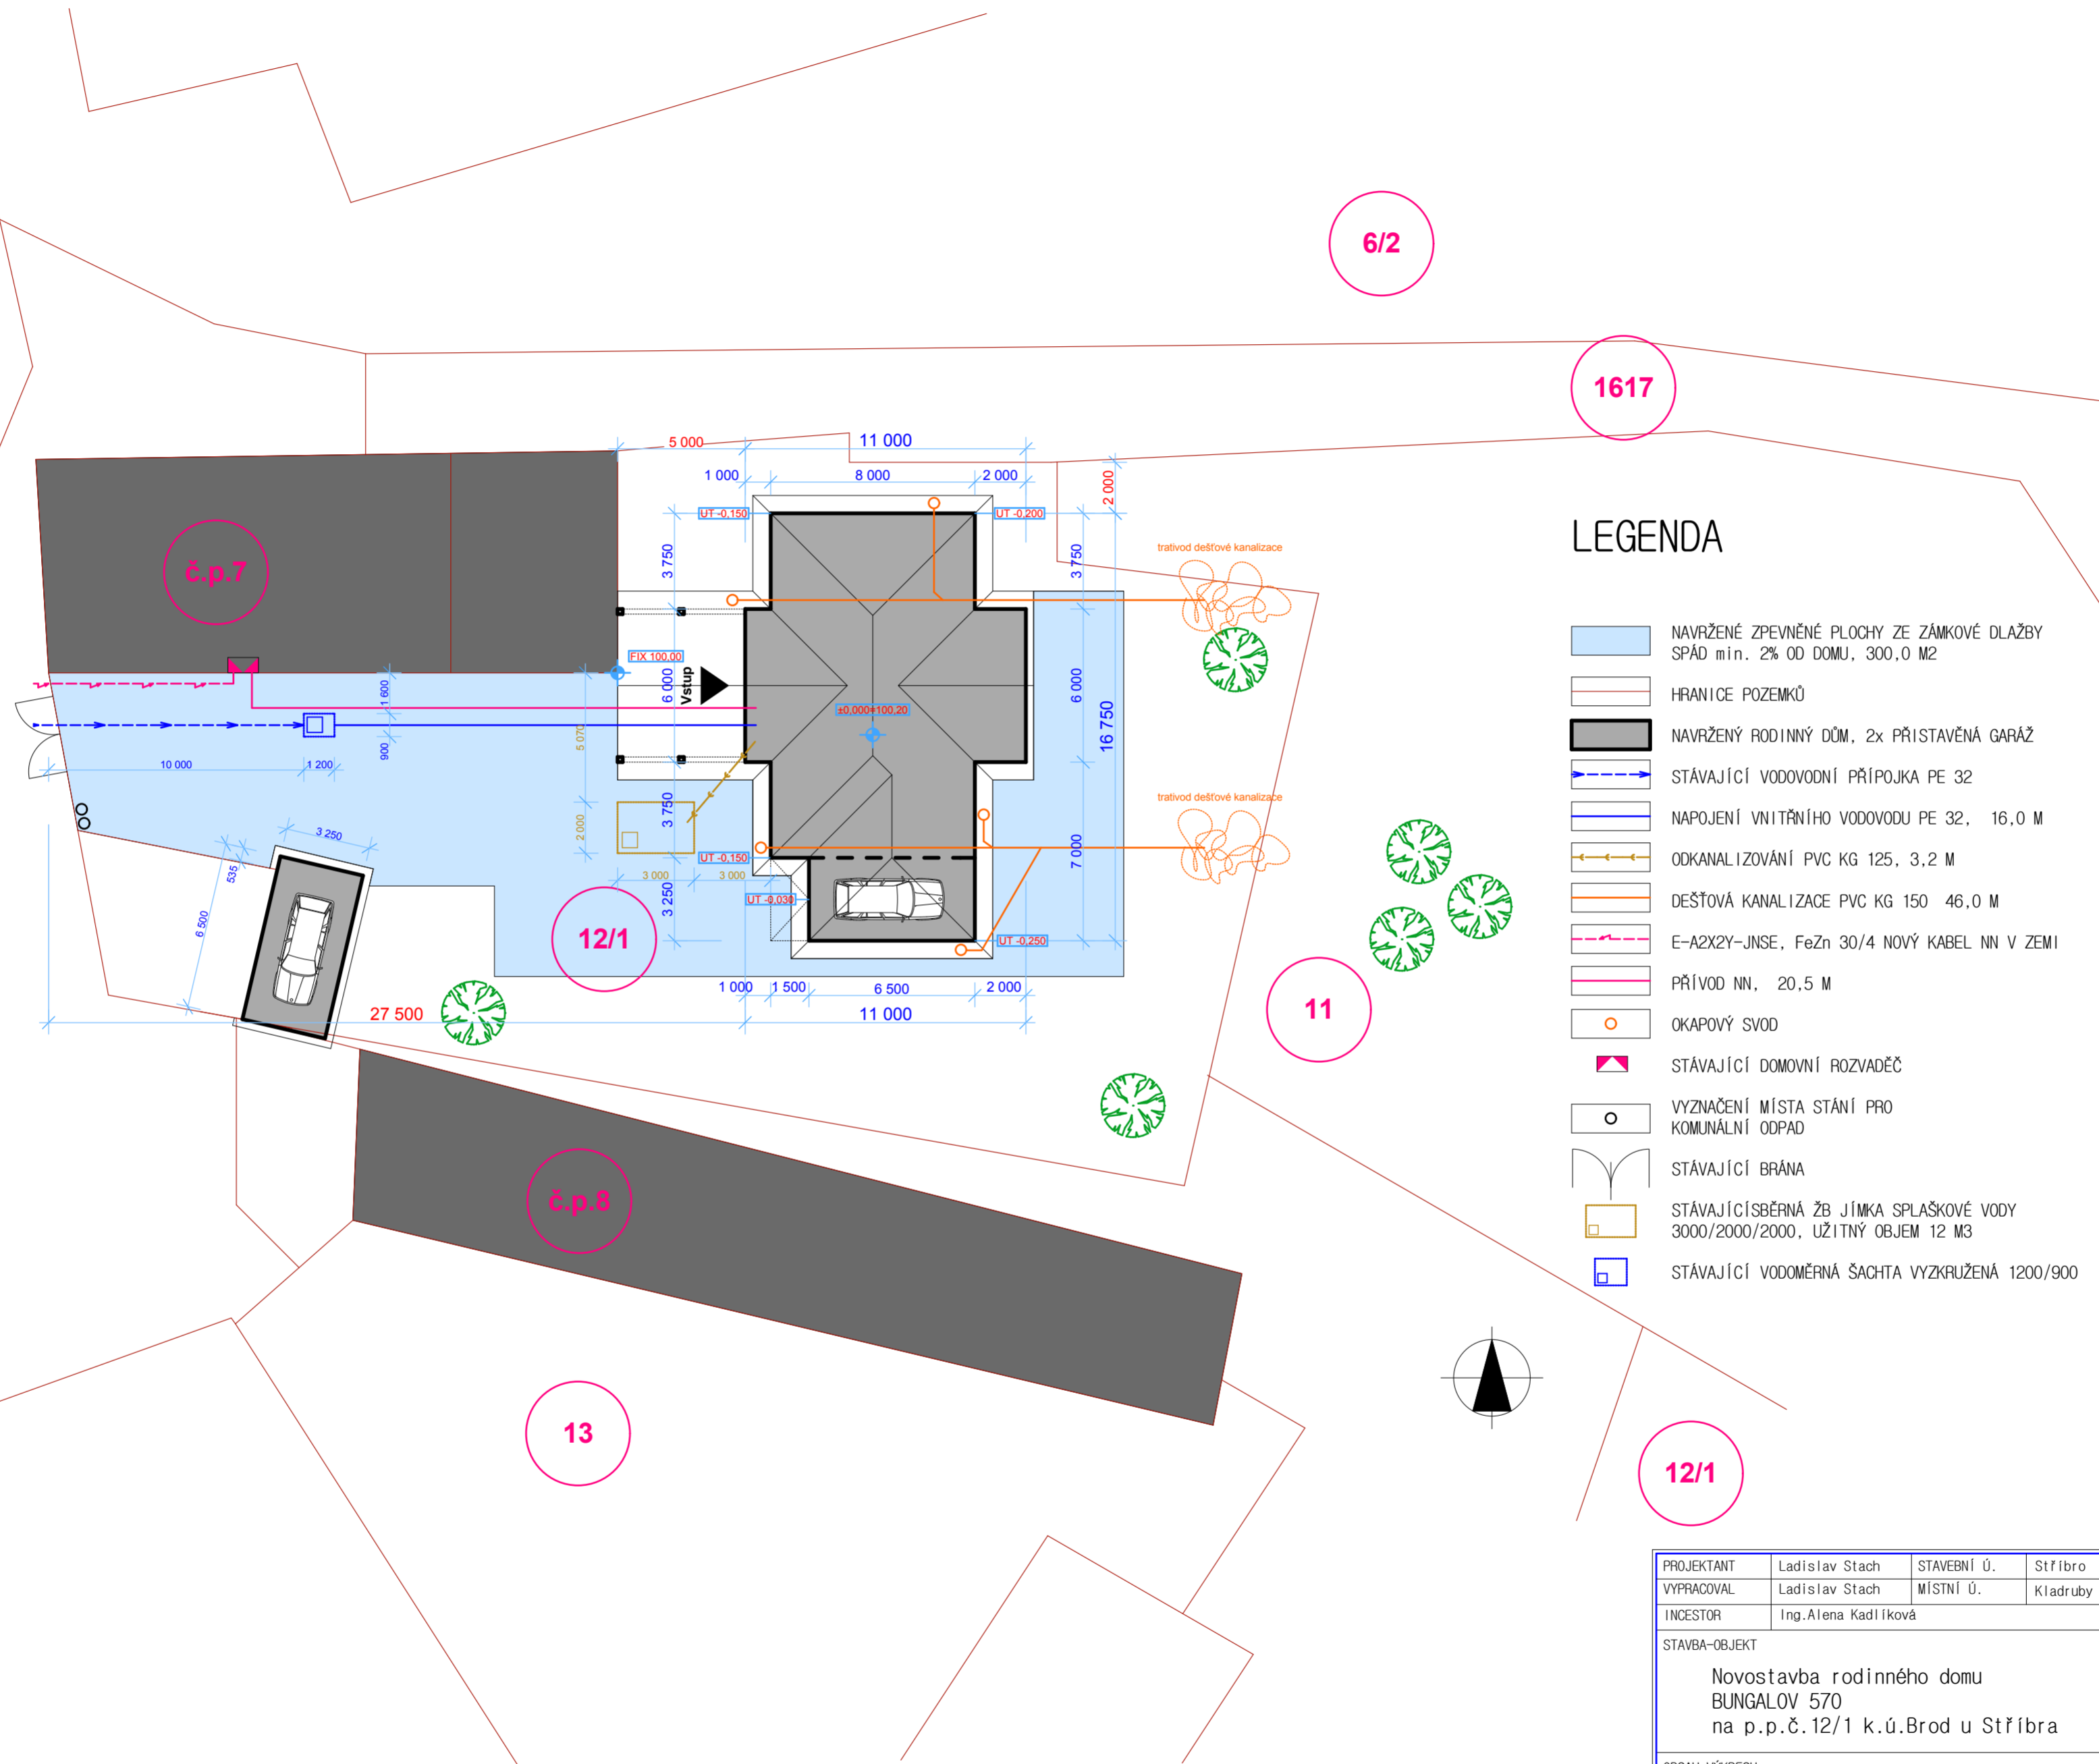 6/2
1617
5 000
11 000
1 000
8 000
2 000
2 000
UT -0,150
UT -0,200
LEGENDA
č.p.7
3 750
3 750
trativod dešťové kanalizace
NAVRŽENÉ ZPEVNĚNÉ PLOCHY ZE ZÁMKOVÉ DLAŽBY
SPÁD min. 2% OD DOMU, 300,0 M2
HRANICE POZEMKŮ
NAVRŽENÝ RODINNÝ DŮM, 2x PŘISTAVĚNÁ GARÁŽ
STÁVAJÍCÍ VODOVODNÍ PŘÍPOJKA PE 32
NAPOJENÍ VNITŘNÍHO VODOVODU PE 32, 16,0 M
ODKANALIZOVÁNÍ PVC KG 125, 3,2 M
DEŠŤOVÁ KANALIZACE PVC KG 150 46,0 M
E-A2X2Y-JNSE, FeZn 30/4 NOVÝ KABEL NN V ZEMI
PŘÍVOD NN, 20,5 M
OKAPOVÝ SVOD
STÁVAJÍCÍ DOMOVNÍ ROZVADĚČ
VYZNAČENÍ MÍSTA STÁNÍ PRO
KOMUNÁLNÍ ODPAD
STÁVAJÍCÍ BRÁNA
STÁVAJÍCÍSBĚRNÁ ŽB JÍMKA SPLAŠKOVÉ VODY
3000/2000/2000, UŽITNÝ OBJEM 12 M3
STÁVAJÍCÍ VODOMĚRNÁ ŠACHTA VYZKRUŽENÁ 1200/900
FIX 100,00
Vstup
6 000
6 000
±0,000=100,20
16 750
1 600
900
5 070
10 000
1 200
2 000
3 750
3 250
535
6 500
trativod dešťové kanalizace
7 000
UT -0,150
3 000
3 000
3 250
UT -0,030
UT -0,250
12/1
1 000
1 500
6 500
2 000
27 500
11 000
11
č.p.8
13
12/1
PROJEKTANT Ladislav Stach STAVEBNÍ Ú. Stříbro
VYPRACOVAL Ladislav Stach MÍSTNÍ Ú. Kladruby
INCESTOR Ing.Alena Kadlíková
STAVBA-OBJEKT
Novostavba rodinného domu
BUNGALOV 570
na p.p.č.12/1 k.ú.Brod u Stříbra